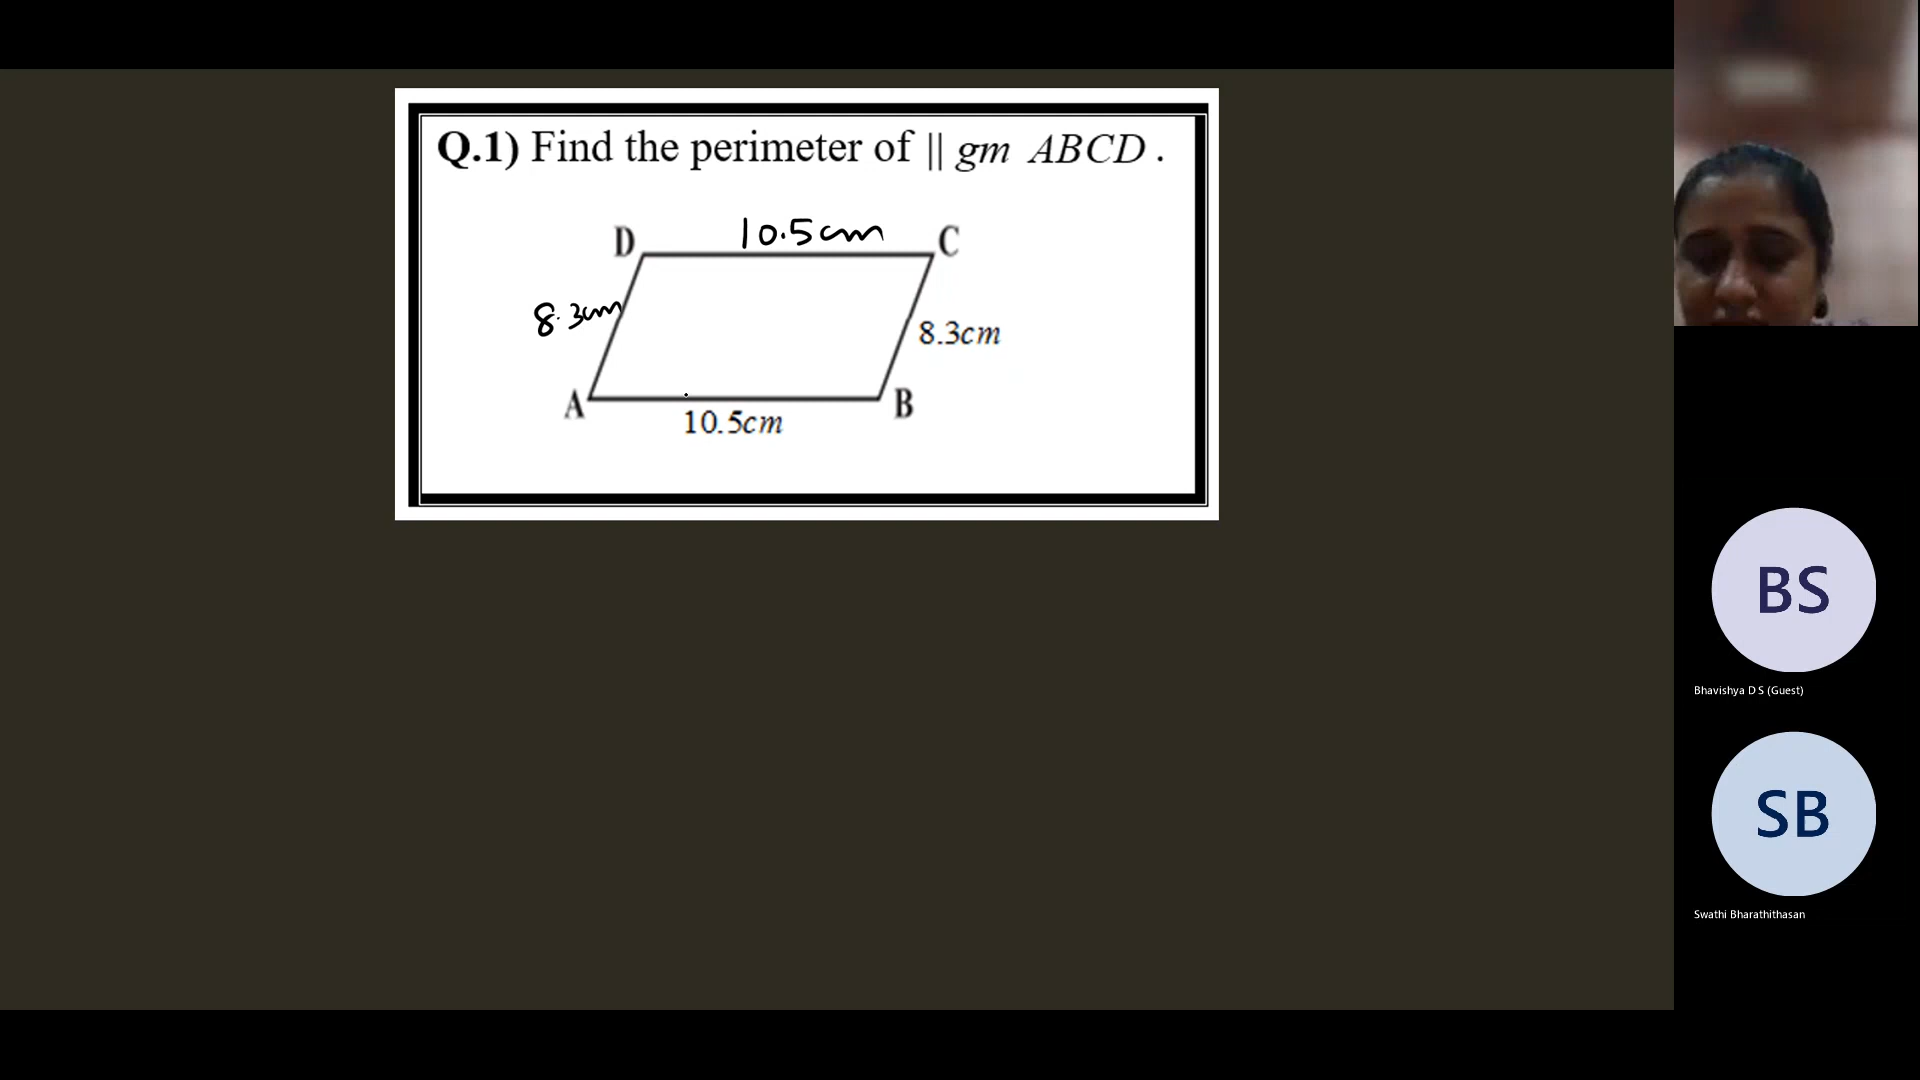 Q.1) Find the perimeter of || gm ABCD .
D 10.5cm C
8.3cm
8.3cm
A B
10.5cm
BS
Bhavishya D S (Guest)
SB
Swathi Bharathithasan